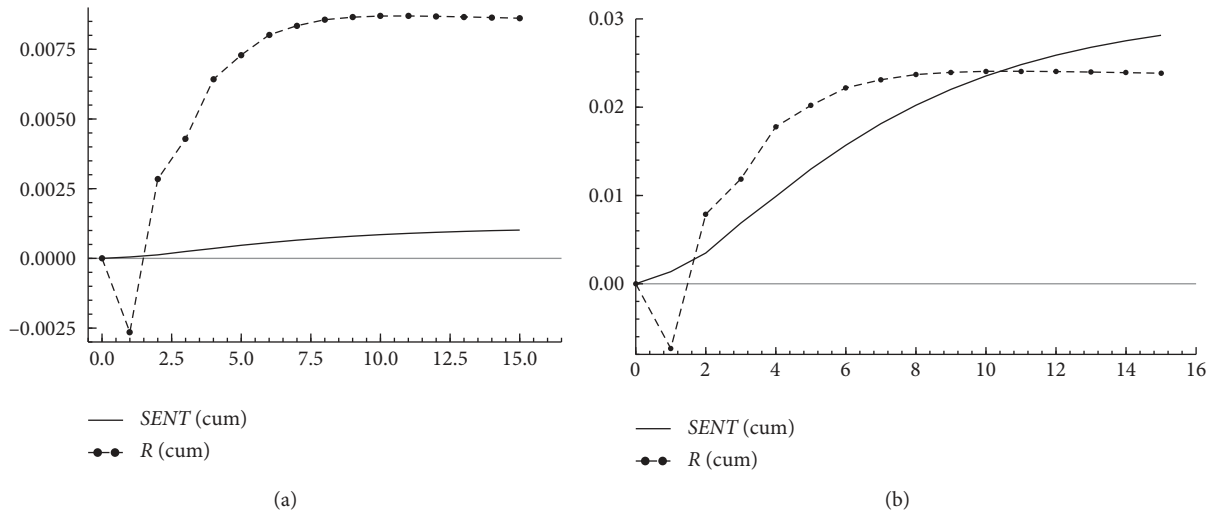 0.0075
0.0050
0.0025
0.0000
–0.0025
0.0 2.5 5.0 7.5 10.0 12.5 15.0
SENT (cum)
R (cum)
(a)
0.03
0.02
0.01
0.00
0 2 4 6 8 10 12 14 16
SENT (cum)
R (cum)
(b)